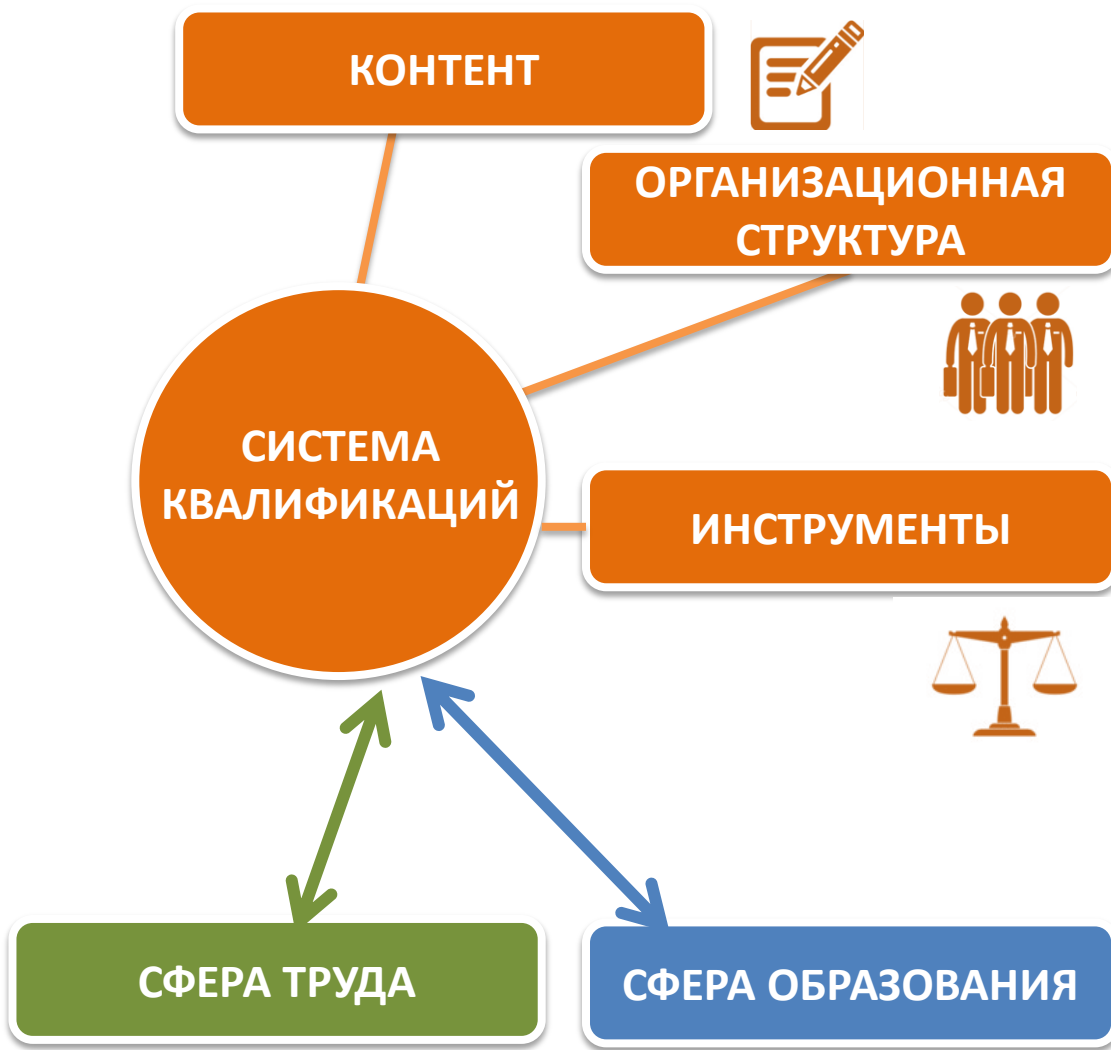 КОНТЕНТ
ОРГАНИЗАЦИОННАЯ
СТРУКТУРА
СИСТЕМА
КВАЛИФИКАЦИЙ
ИНСТРУМЕНТЫ
СФЕРА ТРУДА
СФЕРА ОБРАЗОВАНИЯ